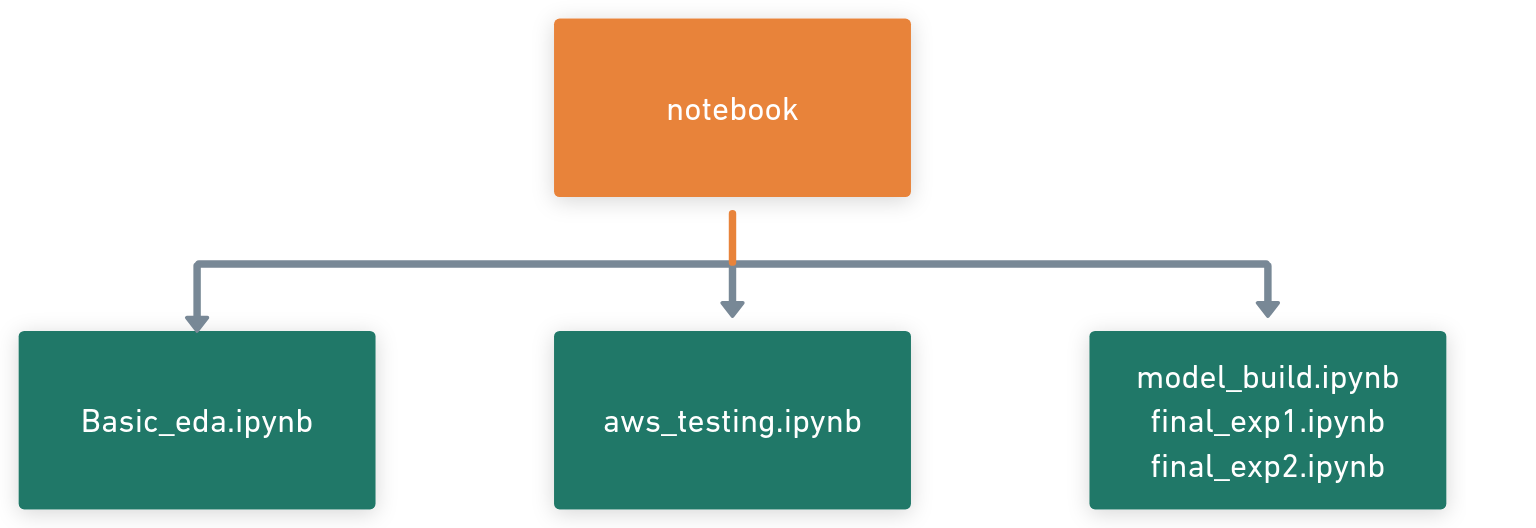 notebook
Basic_eda.ipynb
aws_testing.ipynb
model_build.ipynb
final_exp1.ipynb
final_exp2.ipynb